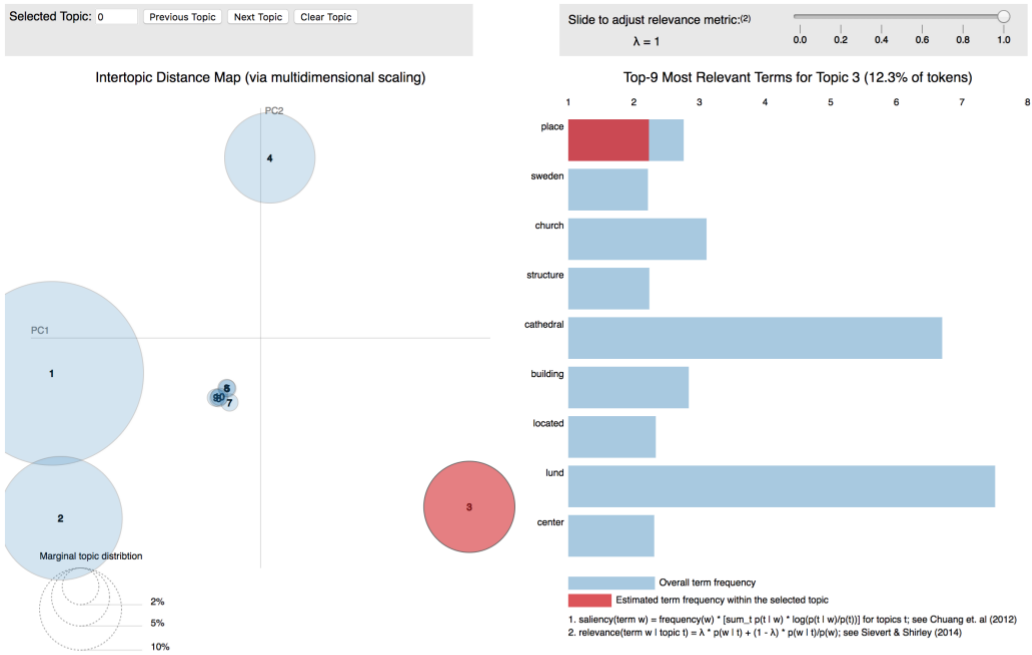 Selected Topic: 0 Previous Topic Next Topic Clear Topic
Slide to adjust relevance metric:(2)
λ = 1
0.0 0.2 0.4 0.6 0.8 1.0
Intertopic Distance Map (via multidimensional scaling)
PC2
4
PC1
1
7
2
3
Marginal topic distribtion
2%
5%
10%
Top-9 Most Relevant Terms for Topic 3 (12.3% of tokens)
1 2 3 4 5 6 7 8
place
sweden
church
structure
cathedral
building
located
lund
center
Overall term frequency
Estimated term frequency within the selected topic
1. saliency(term w) = frequency(w) * [sum_t p(t | w) * log(p(t | w)/p(t))] for topics t; see Chuang et. al (2012)
2. relevance(term w | topic t) = λ * p(w | t) + (1 - λ) * p(w | t)/p(w); see Sievert & Shirley (2014)